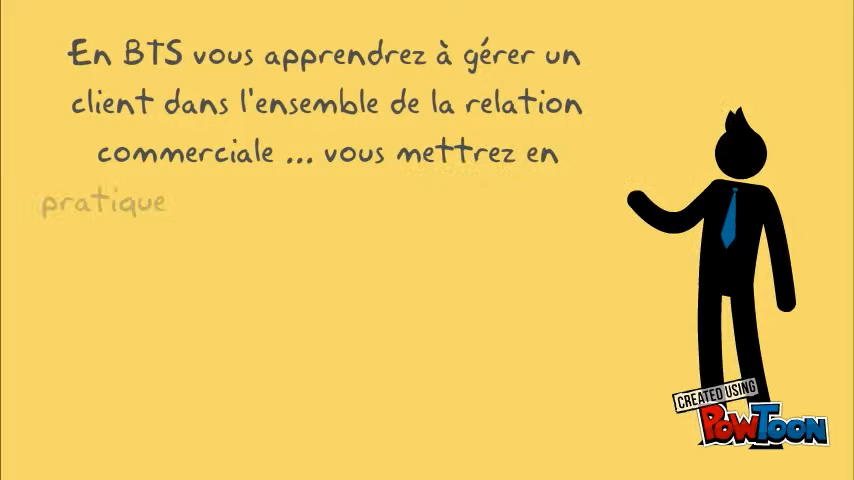 En BTS vous apprendrez à gérer un
client dans l'ensemble de la relation
commerciale ... vous mettrez en
pratique
CREATED USING
POWTOON